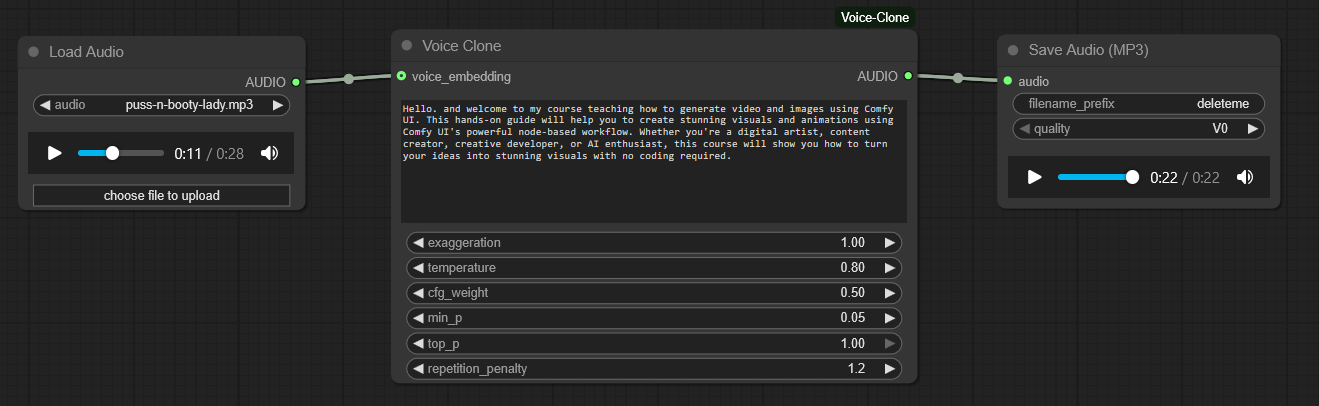 Voice-Clone
Load Audio
AUDIO
audio puss-n-booty-lady.mp3
0:11 / 0:28
choose file to upload
Voice Clone
voice_embedding AUDIO
Hello. and welcome to my course teaching how to generate video and images using Comfy
UI. This hands-on guide will help you to create stunning visuals and animations using
Comfy UI's powerful node-based workflow. Whether you're a digital artist, content
creator, creative developer, or AI enthusiast, this course will show you how to turn
your ideas into stunning visuals with no coding required.
exaggeration 1.00
temperature 0.80
cfg_weight 0.50
min_p 0.05
top_p 1.00
repetition_penalty 1.2
Save Audio (MP3)
audio
filename_prefix deleteme
quality V0
0:22 / 0:22